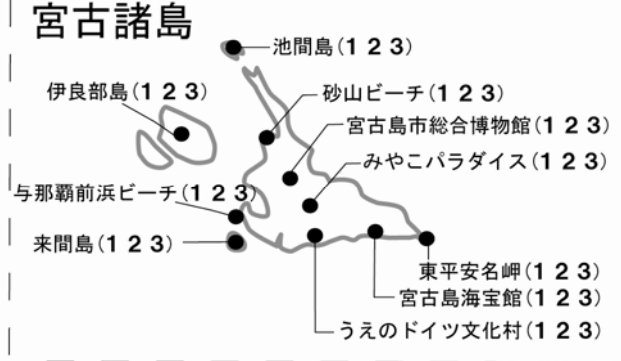 宮古諸島
池間島(1 2 3)
伊良部島(1 2 3)
砂山ビーチ(1 2 3)
宮古島市総合博物館(1 2 3)
みやこパラダイス(1 2 3)
与那覇前浜ビーチ(1 2 3)
来間島(1 2 3)
東平安名岬(1 2 3)
宮古島海宝館(1 2 3)
うえのドイツ文化村(1 2 3)